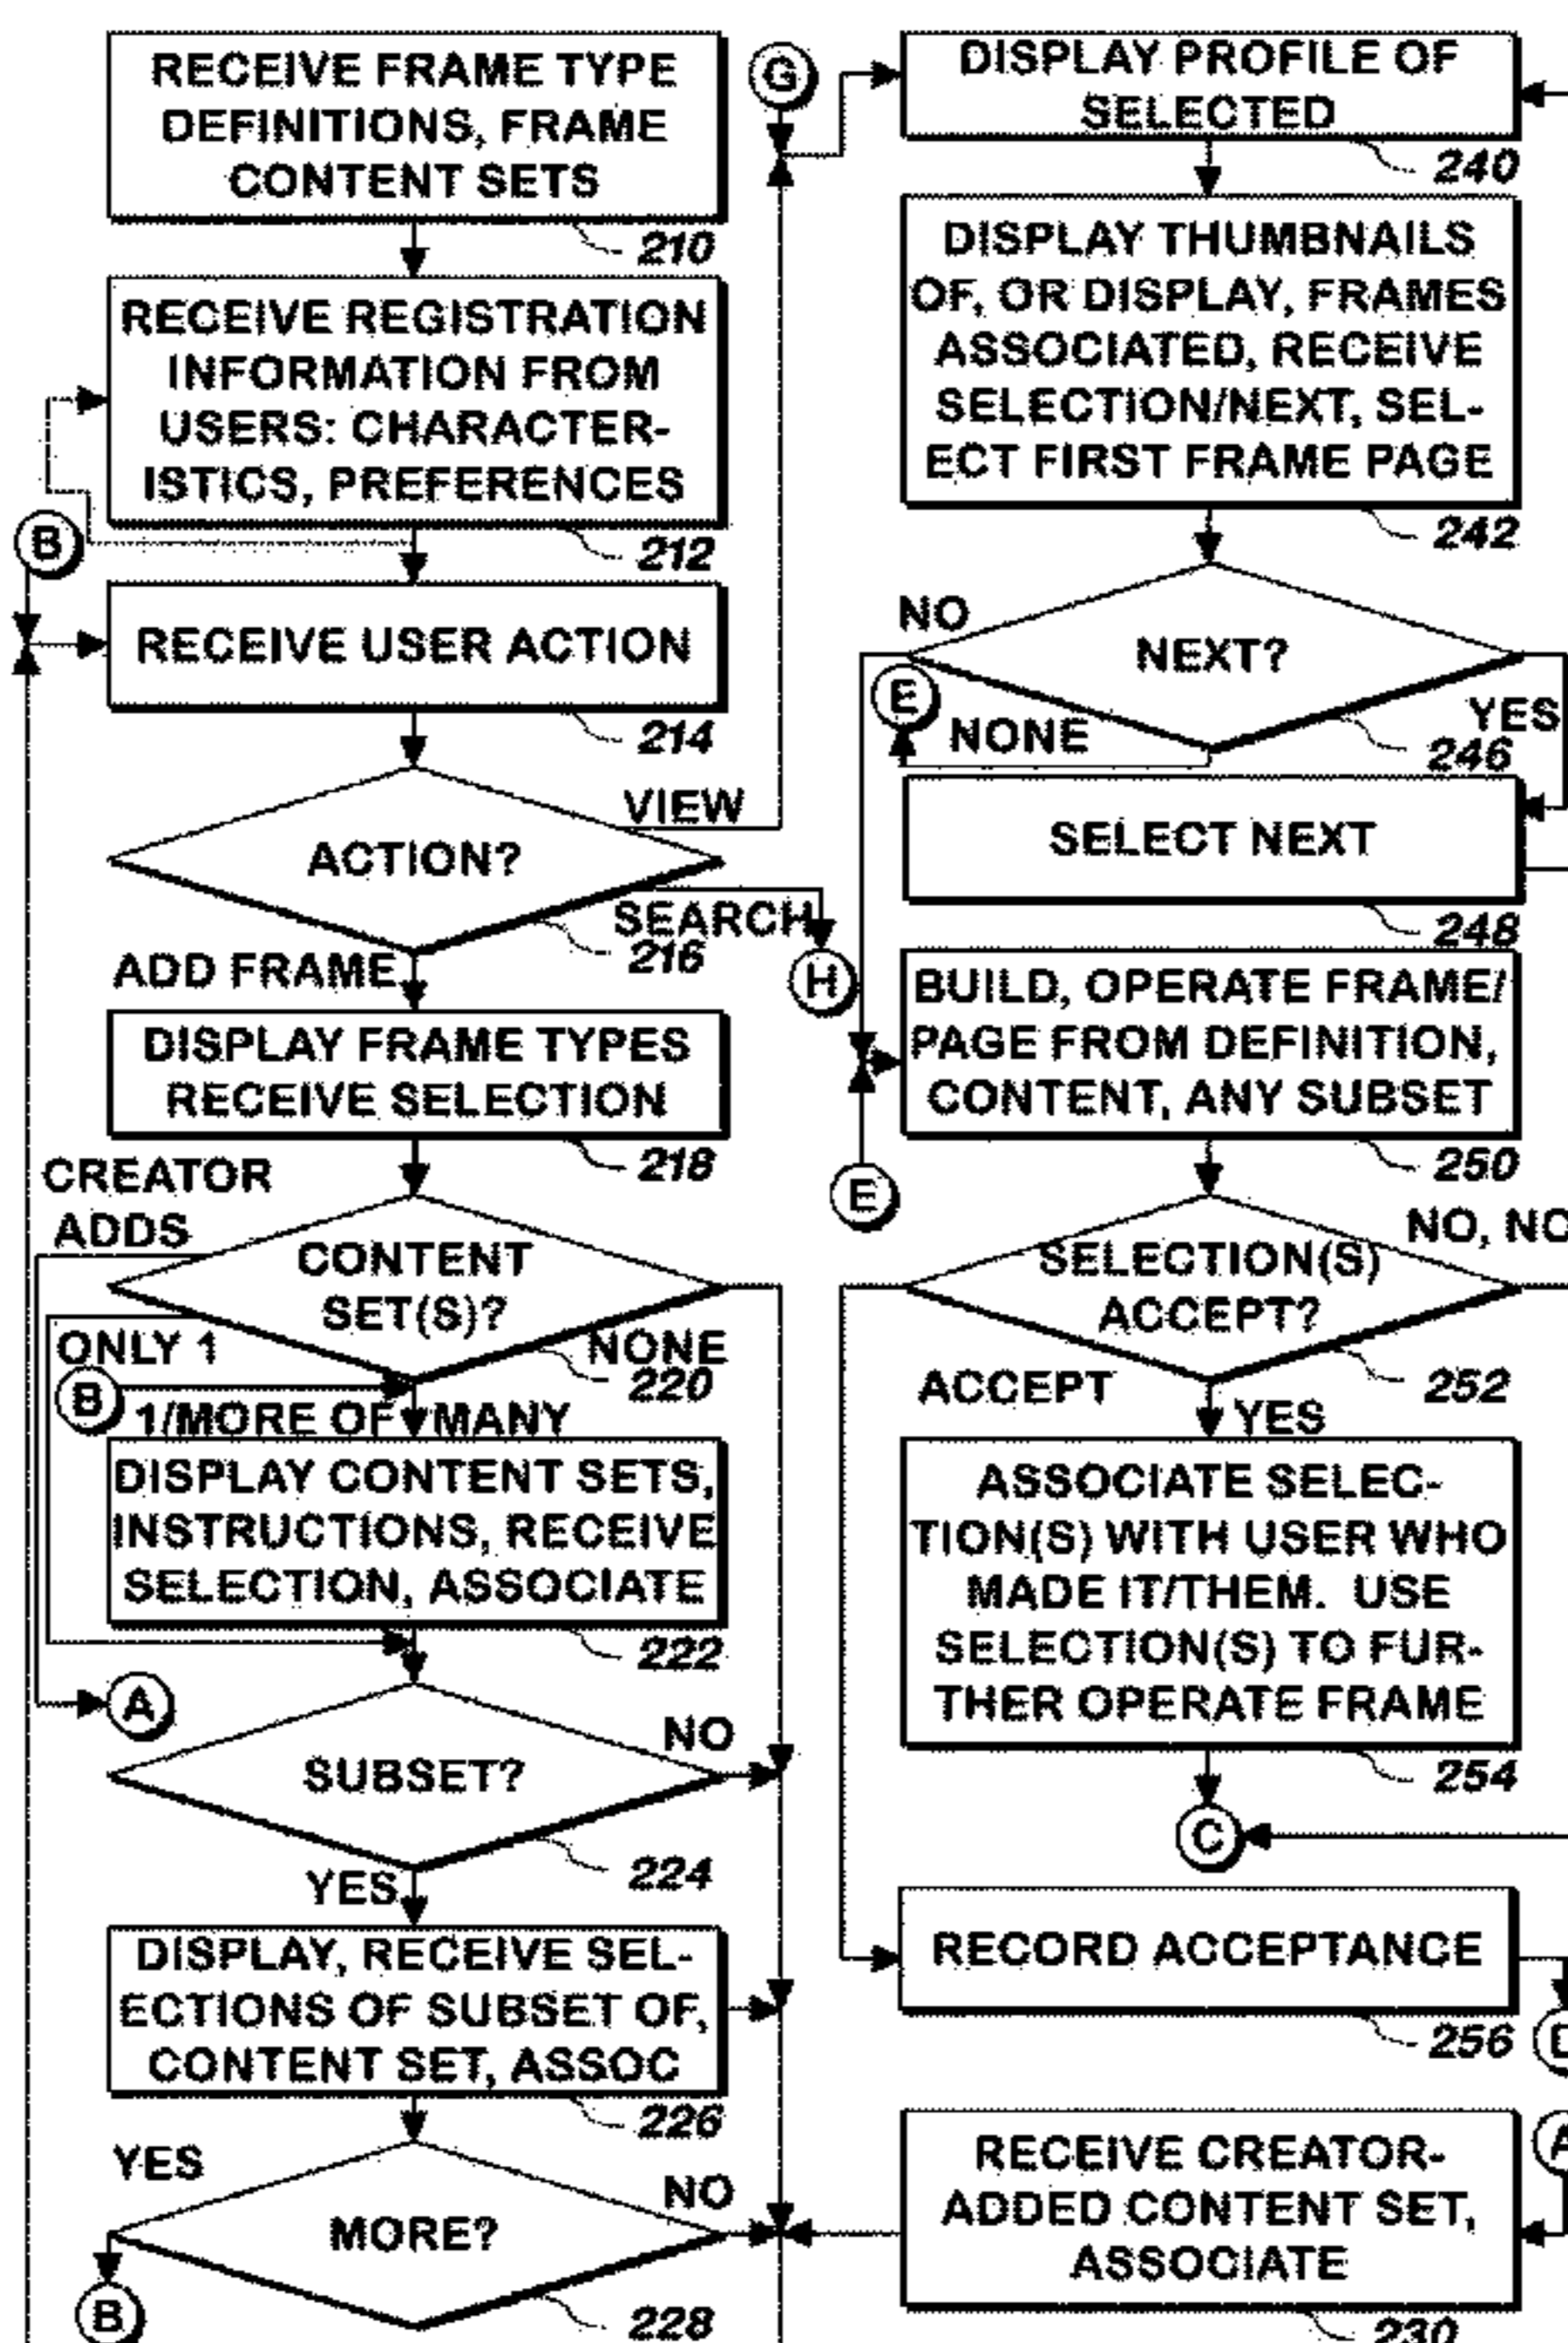 RECEIVE FRAME TYPE
DEFINITIONS, FRAME
CONTENT SETS
210
RECEIVE REGISTRATION
INFORMATION FROM
USERS: CHARACTER-
ISTICS, PREFERENCES
212
B
RECEIVE USER ACTION
214
ACTION?
VIEW
SEARCH
216
H
ADD FRAME
DISPLAY FRAME TYPES
RECEIVE SELECTION
218
CREATOR
ADDS
CONTENT
SET(S)?
ONLY 1
NONE
220
B
1/MORE OF MANY
DISPLAY CONTENT SETS,
INSTRUCTIONS, RECEIVE
SELECTION, ASSOCIATE
222
A
SUBSET?
NO
224
YES
DISPLAY, RECEIVE SEL-
ECTIONS OF SUBSET OF,
CONTENT SET, ASSOC
226
YES
MORE?
NO
B
228
G
DISPLAY PROFILE OF
SELECTED
240
DISPLAY THUMBNAILS
OF, OR DISPLAY, FRAMES
ASSOCIATED, RECEIVE
SELECTION/NEXT, SEL-
ECT FIRST FRAME PAGE
242
NO
NEXT?
E
NONE
YES
246
SELECT NEXT
248
BUILD, OPERATE FRAME/
PAGE FROM DEFINITION,
CONTENT, ANY SUBSET
250
E
NO, NO
SELECTION(S)
ACCEPT?
252
ACCEPT
YES
ASSOCIATE SELEC-
TION(S) WITH USER WHO
MADE IT/THEM. USE
SELECTION(S) TO FUR-
THER OPERATE FRAME
254
C
RECORD ACCEPTANCE
256
A
RECEIVE CREATOR-
ADDED CONTENT SET,
ASSOCIATE
230